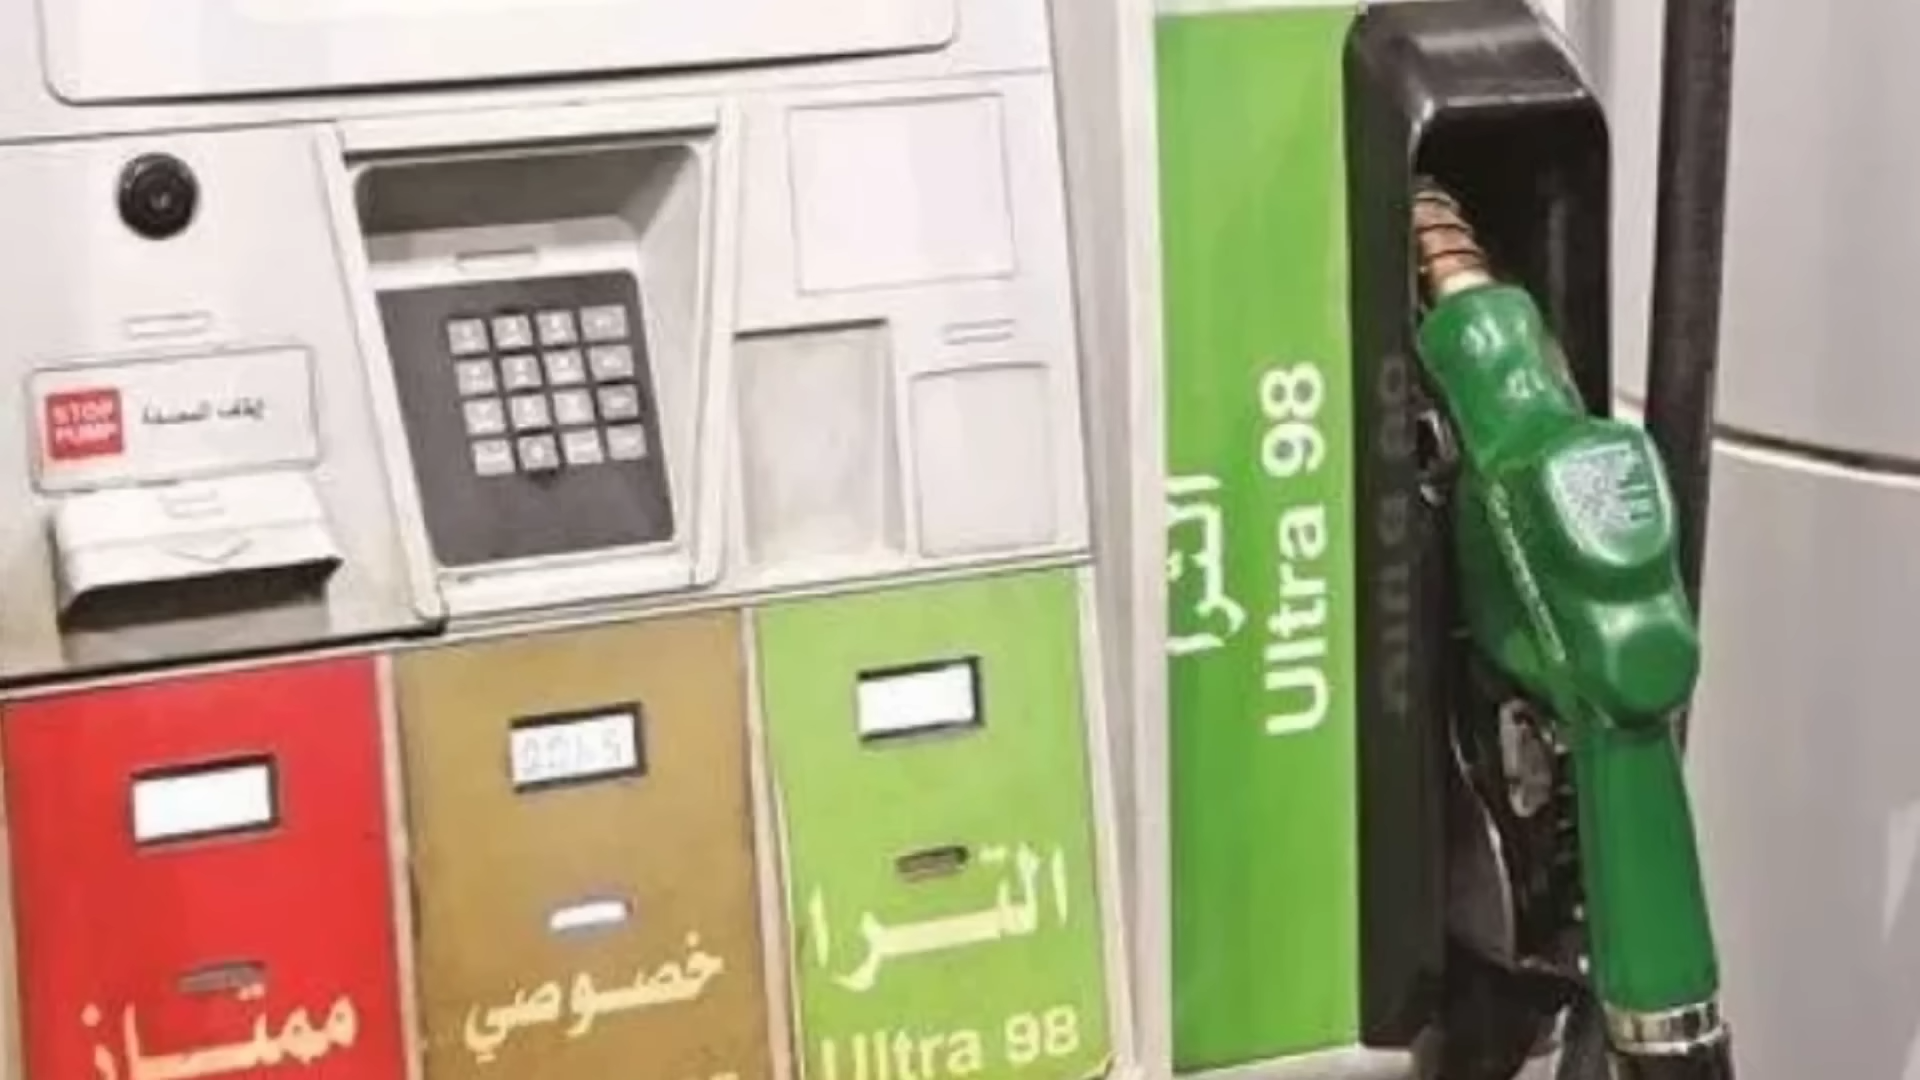 STOP
PUMP
إيقاف المضخة
ممتاز
خصوصي
الترا
Ultra 98
الترا
Ultra 98